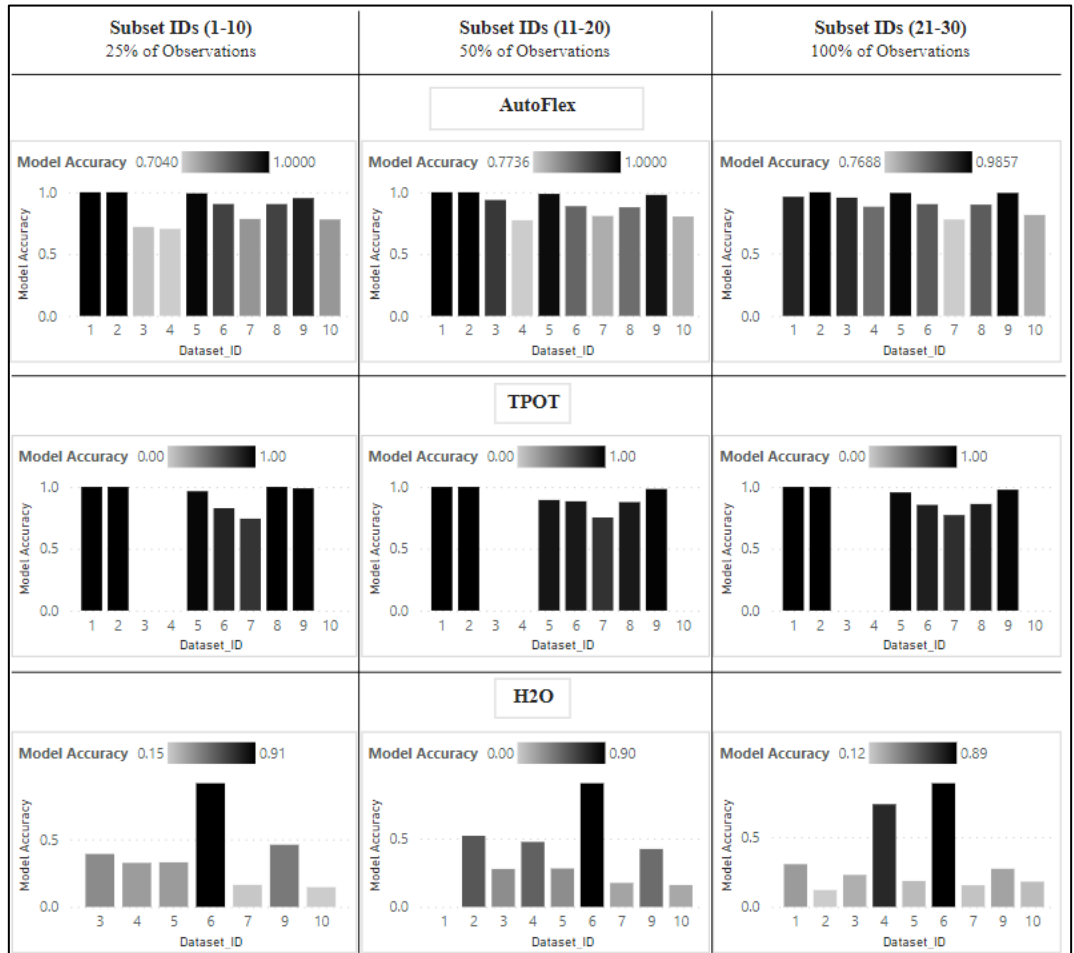 Subset IDs (1-10)
25% of Observations
Subset IDs (11-20)
50% of Observations
Subset IDs (21-30)
100% of Observations
AutoFlex
Model Accuracy 0.7040 1.0000
1.0
0.5
0.0
Model Accuracy
1 2 3 4 5 6 7 8 9 10
Dataset_ID
Model Accuracy 0.7736 1.0000
1.0
0.5
0.0
Model Accuracy
1 2 3 4 5 6 7 8 9 10
Dataset_ID
Model Accuracy 0.7688 0.9857
1.0
0.5
0.0
Model Accuracy
1 2 3 4 5 6 7 8 9 10
Dataset_ID
TPOT
Model Accuracy 0.00 1.00
1.0
0.5
0.0
Model Accuracy
1 2 3 4 5 6 7 8 9 10
Dataset_ID
Model Accuracy 0.00 1.00
1.0
0.5
0.0
Model Accuracy
1 2 3 4 5 6 7 8 9 10
Dataset_ID
Model Accuracy 0.00 1.00
1.0
0.5
0.0
Model Accuracy
1 2 3 4 5 6 7 8 9 10
Dataset_ID
H2O
Model Accuracy 0.15 0.91
0.5
0.0
Model Accuracy
3 4 5 6 7 9 10
Dataset_ID
Model Accuracy 0.00 0.90
0.5
0.0
Model Accuracy
1 2 3 4 5 6 7 9 10
Dataset_ID
Model Accuracy 0.12 0.89
0.5
0.0
Model Accuracy
1 2 3 4 5 6 7 9 10
Dataset_ID